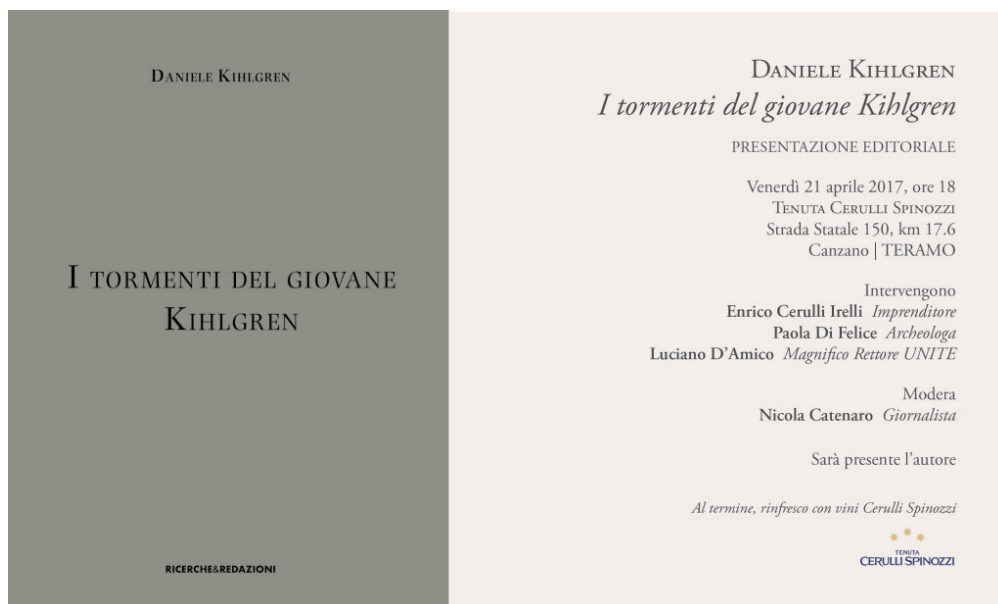 DANIELE KIHLGREN
I TORMENTI DEL GIOVANE
KIHLGREN
RICERCHE&REDAZIONI
DANIELE KIHLGREN
I tormenti del giovane Kihlgren
PRESENTAZIONE EDITORIALE
Venerdì 21 aprile 2017, ore 18
TENUTA CERULLI SPINOZZI
Strada Statale 150, km 17.6
Canzano | TERAMO
Intervengono
Enrico Cerulli Irelli Imprenditore
Paola Di Felice Archeologa
Luciano D'Amico Magnifico Rettore UNITE
Modera
Nicola Catenaro Giornalista
Sarà presente l'autore
Al termine, rinfresco con vini Cerulli Spinozzi
TENUTA
CERULLI SPINOZZI